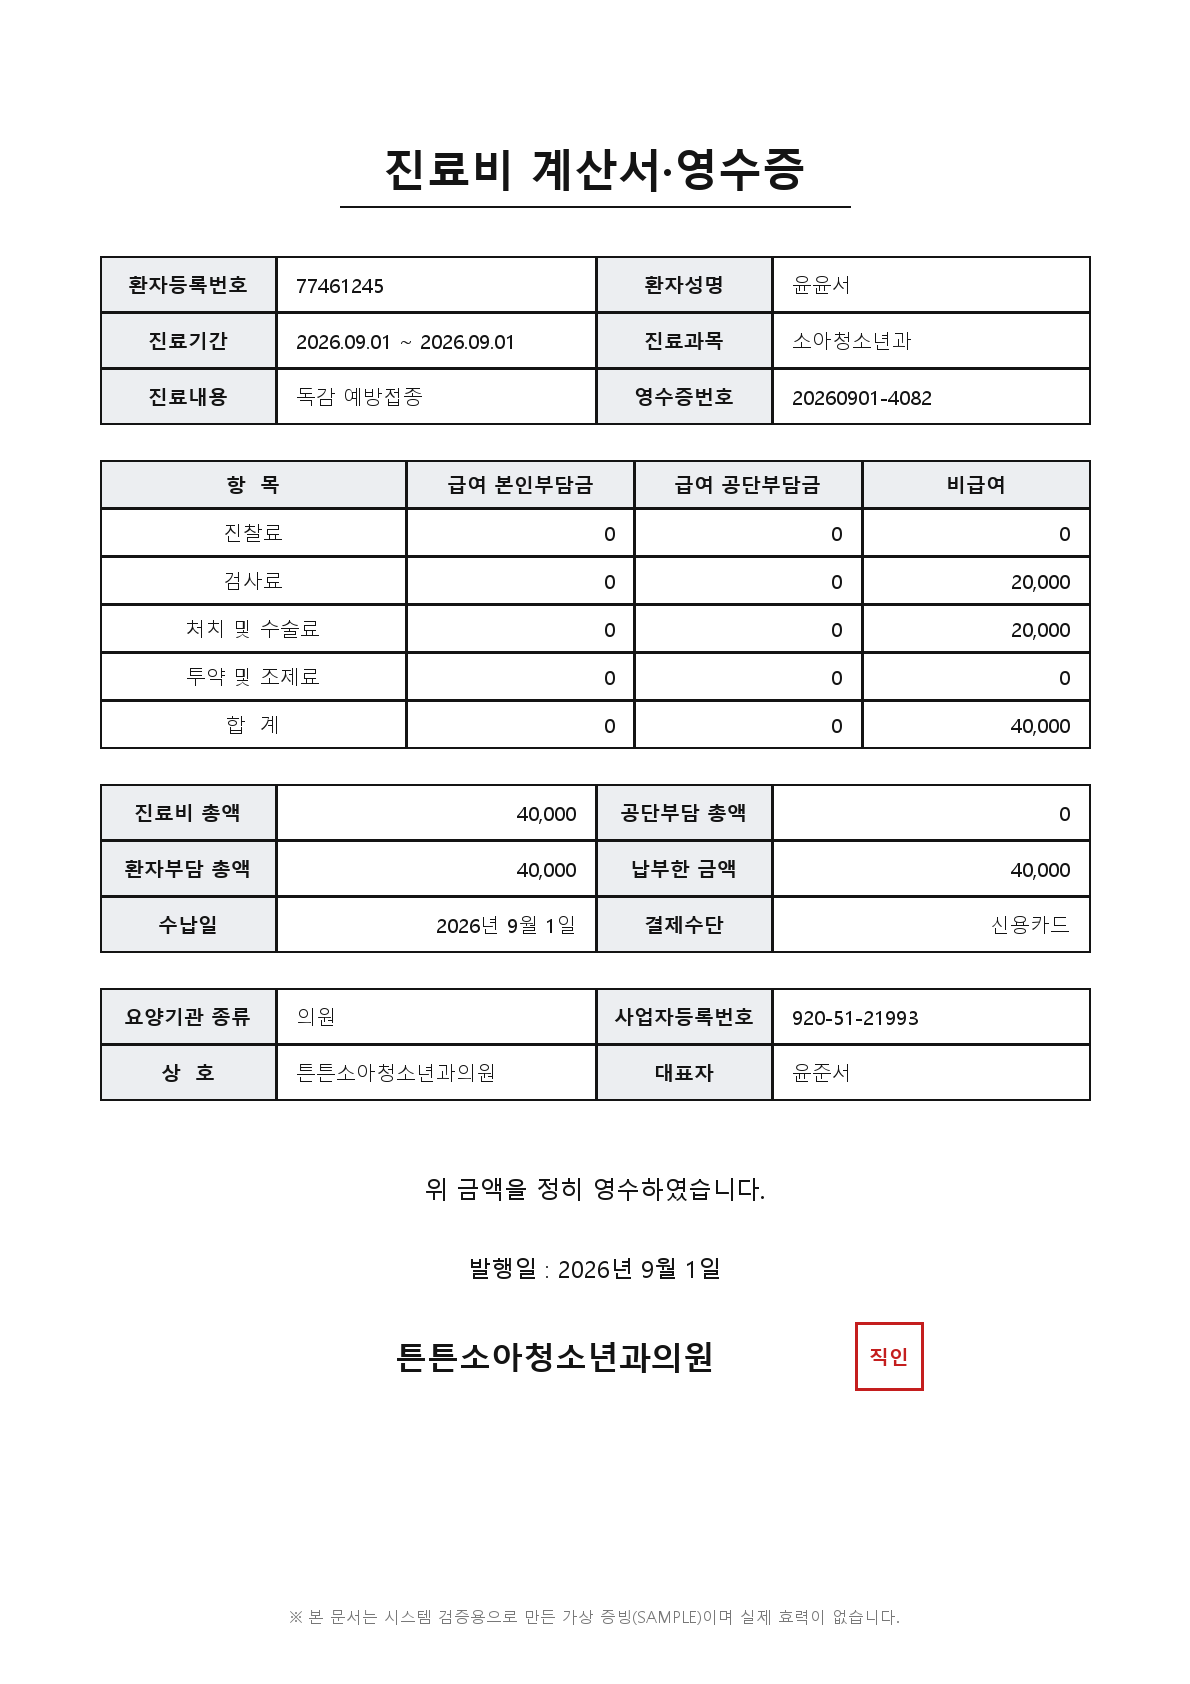 진료비 계산서·영수증
환자등록번호 77461245 환자성명 윤윤서
진료기간 2026.09.01 ~ 2026.09.01 진료과목 소아청소년과
진료내용 독감 예방접종 영수증번호 20260901-4082
항 목 급여 본인부담금 급여 공단부담금 비급여
진찰료 0 0 0
검사료 0 0 20,000
처치 및 수술료 0 0 20,000
투약 및 조제료 0 0 0
합 계 0 0 40,000
진료비 총액 40,000 공단부담 총액 0
환자부담 총액 40,000 납부한 금액 40,000
수납일 2026년 9월 1일 결제수단 신용카드
요양기관 종류 의원 사업자등록번호 920-51-21993
상 호 튼튼소아청소년과의원 대표자 윤준서
위 금액을 정히 영수하였습니다.
발행일 : 2026년 9월 1일
튼튼소아청소년과의원 직인
※ 본 문서는 시스템 검증용으로 만든 가상 증빙(SAMPLE)이며 실제 효력이 없습니다.